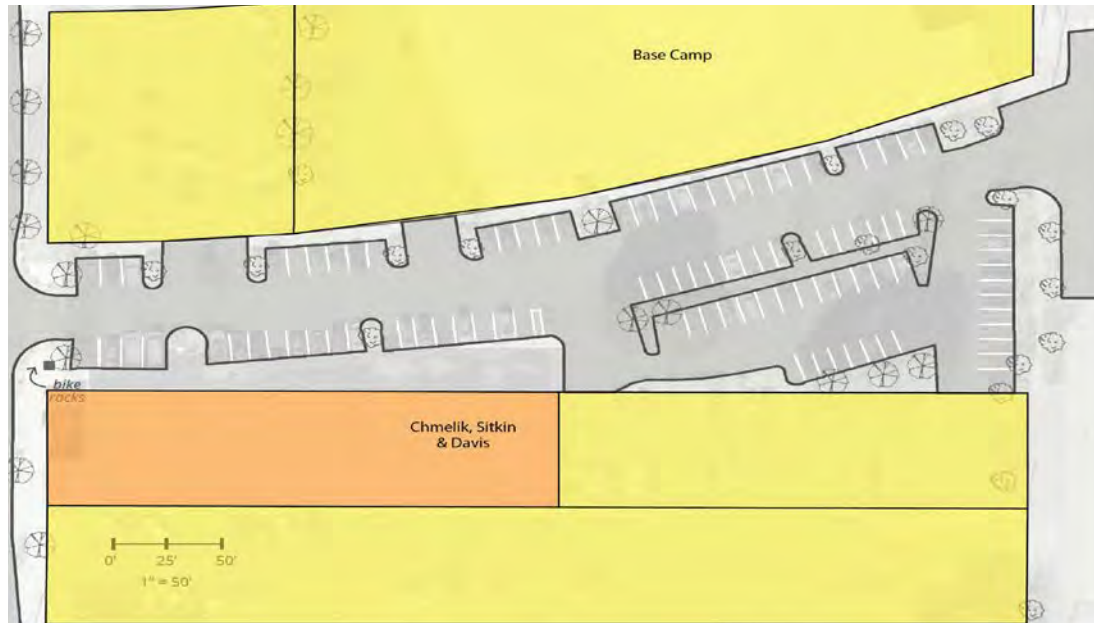 Base Camp
bike
racks
Chmelik, Sitkin
& Davis
0' 25' 50'
1" = 50'